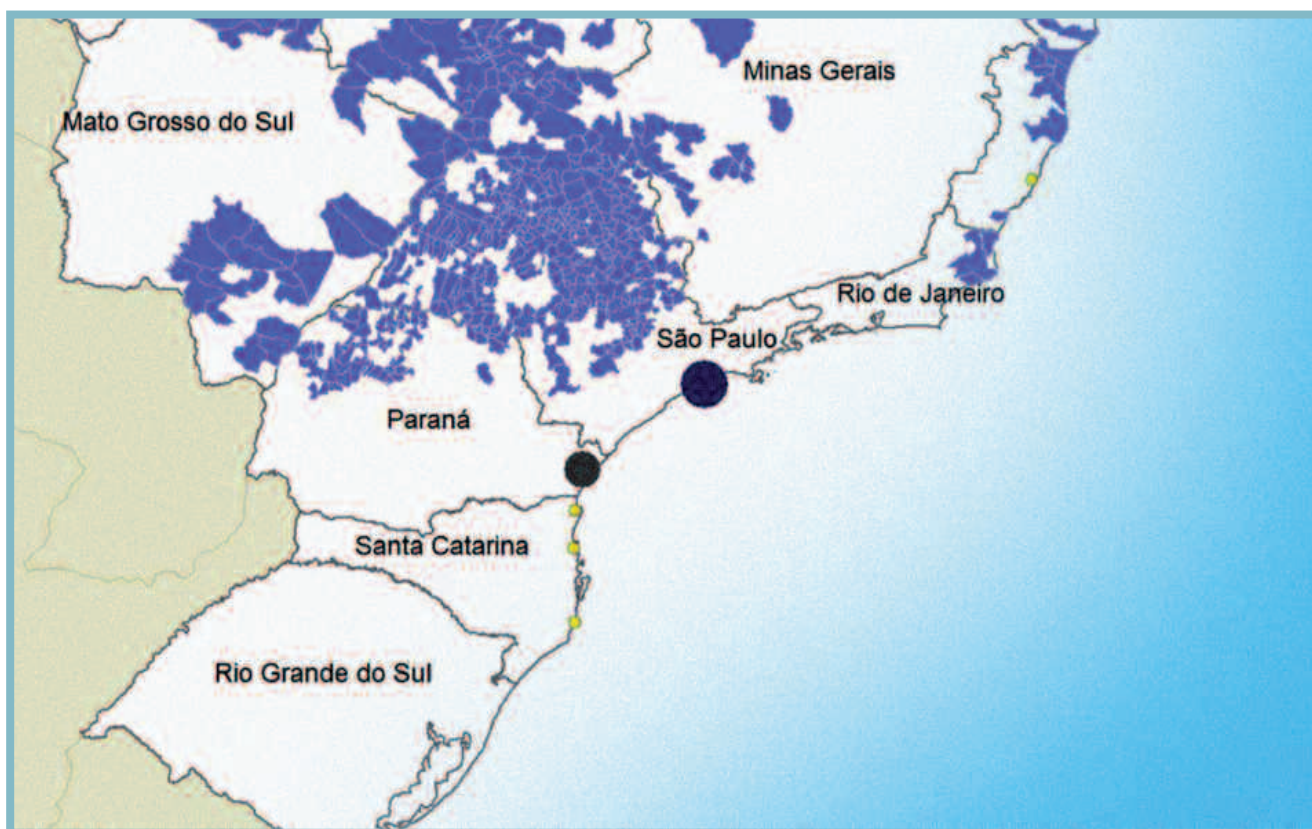 Minas Gerais
Mato Grosso do Sul
Rio de Janeiro
São Paulo
Paraná
Santa Catarina
Rio Grande do Sul